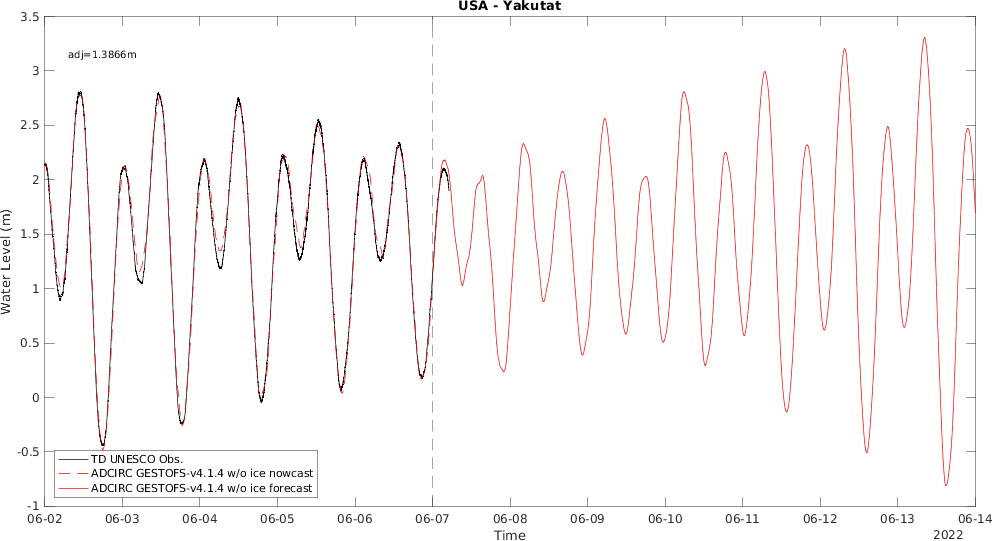 USA - Yakutat
adj=1.3866m
3.5
3
2.5
2
1.5
1
0.5
0
-0.5
-1
Water Level (m)
TD UNESCO Obs.
ADCIRC GESTOFS-v4.1.4 w/o ice nowcast
ADCIRC GESTOFS-v4.1.4 w/o ice forecast
06-02 06-03 06-04 06-05 06-06 06-07 06-08 06-09 06-10 06-11 06-12 06-13 06-14
Time
2022